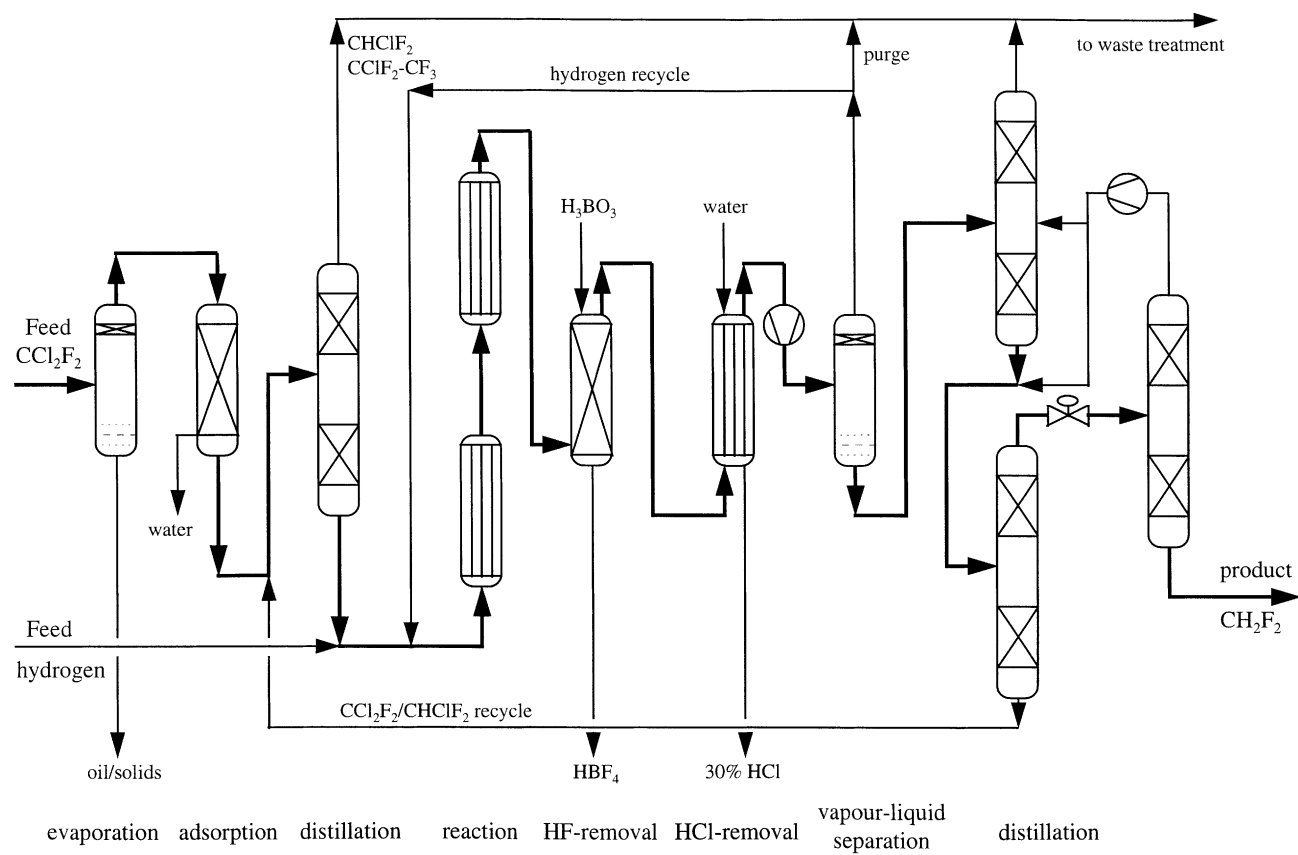 CHClF₂
CClF₂-CF₃
to waste treatment
purge
hydrogen recycle
H₃BO₃
water
Feed
CCl₂F₂
water
product
CH₂F₂
Feed
hydrogen
CCl₂F₂/CHClF₂ recycle
oil/solids
HBF₄
30% HCl
evaporation
adsorption
distillation
reaction
HF-removal
HCl-removal
vapour-liquid
separation
distillation